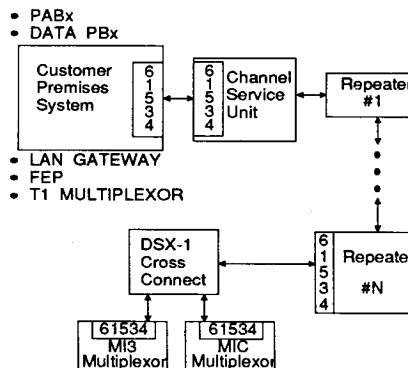 • PABx
• DATA PBx
Customer
Premises
System
6
1
5
3
4
6
1
5
3
4
Channel
Service
Unit
Repeater
#1
• LAN GATEWAY
• FEP
• T1 MULTIPLEXOR
DSX-1
Cross
Connect
6
1
5
3
4
Repeater
#N
61534
MI3
Multiplexor
61534
MIC
Multiplexor